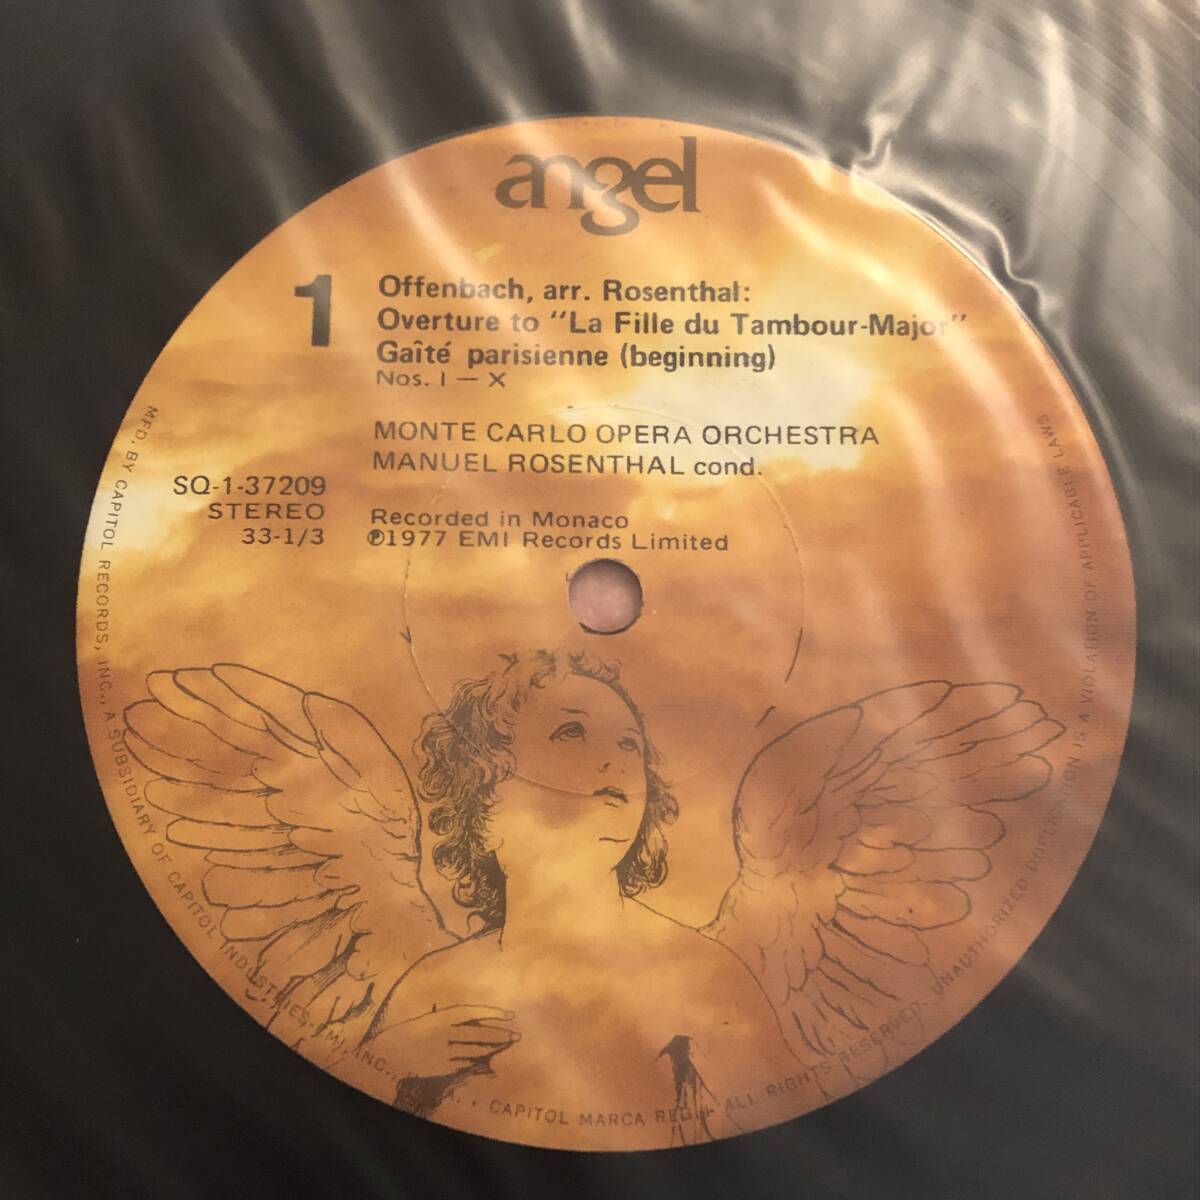 angel
1
Offenbach, arr. Rosenthal:
Overture to "La Fille du Tambour-Major"
Gaîté parisienne (beginning)
Nos. I — X
MONTE CARLO OPERA ORCHESTRA
MANUEL ROSENTHAL cond.
SQ-1-37209
STEREO
33-1/3
Recorded in Monaco
℗1977 EMI Records Limited
MFD. BY CAPITOL RECORDS, INC., A SUBSIDIARY OF CAPITOL INDUSTRIES-EMI, INC., CAPITOL MARCA REG. ALL RIGHTS RESERVED. UNAUTHORIZED DUPLICATION IS A VIOLATION OF APPLICABLE LAWS